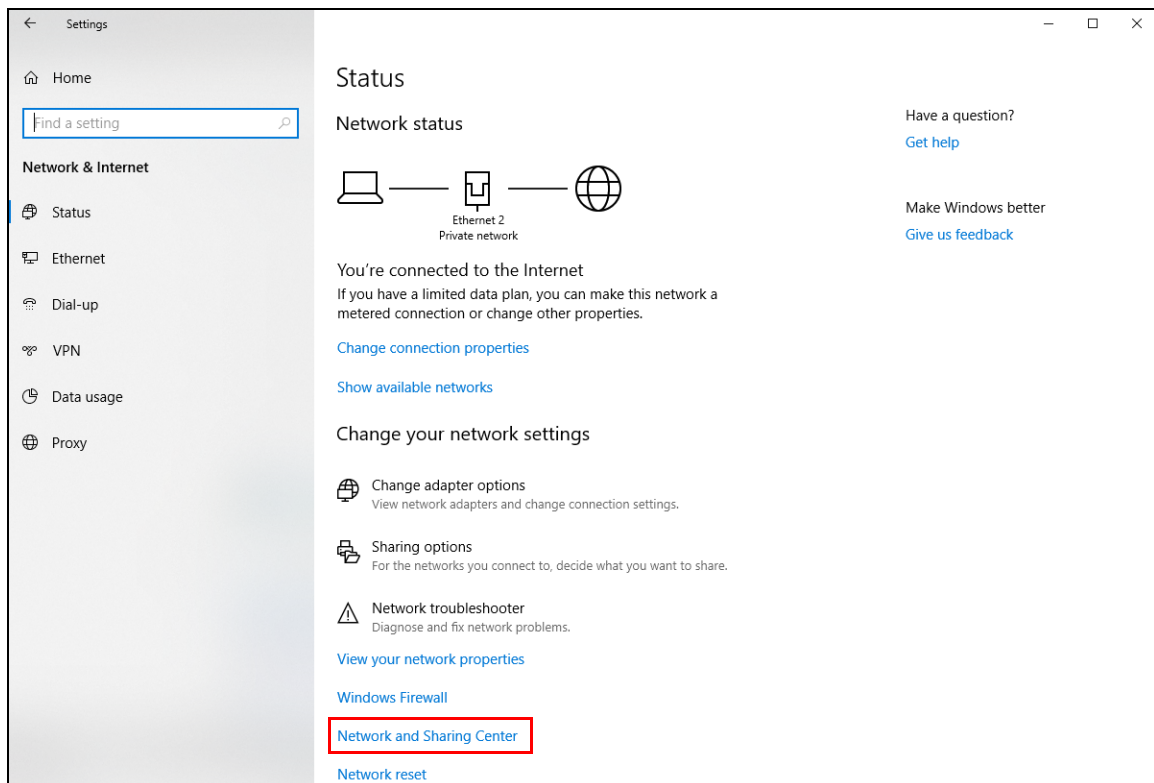 Settings
Home
Find a setting
Network & Internet
Status
Ethernet
Dial-up
VPN
Data usage
Proxy
Status
Network status
Ethernet 2
Private network
You're connected to the Internet
If you have a limited data plan, you can make this network a
metered connection or change other properties.
Change connection properties
Show available networks
Change your network settings
Change adapter options
View network adapters and change connection settings.
Sharing options
For the networks you connect to, decide what you want to share.
Network troubleshooter
Diagnose and fix network problems.
View your network properties
Windows Firewall
Network and Sharing Center
Network reset
Have a question?
Get help
Make Windows better
Give us feedback